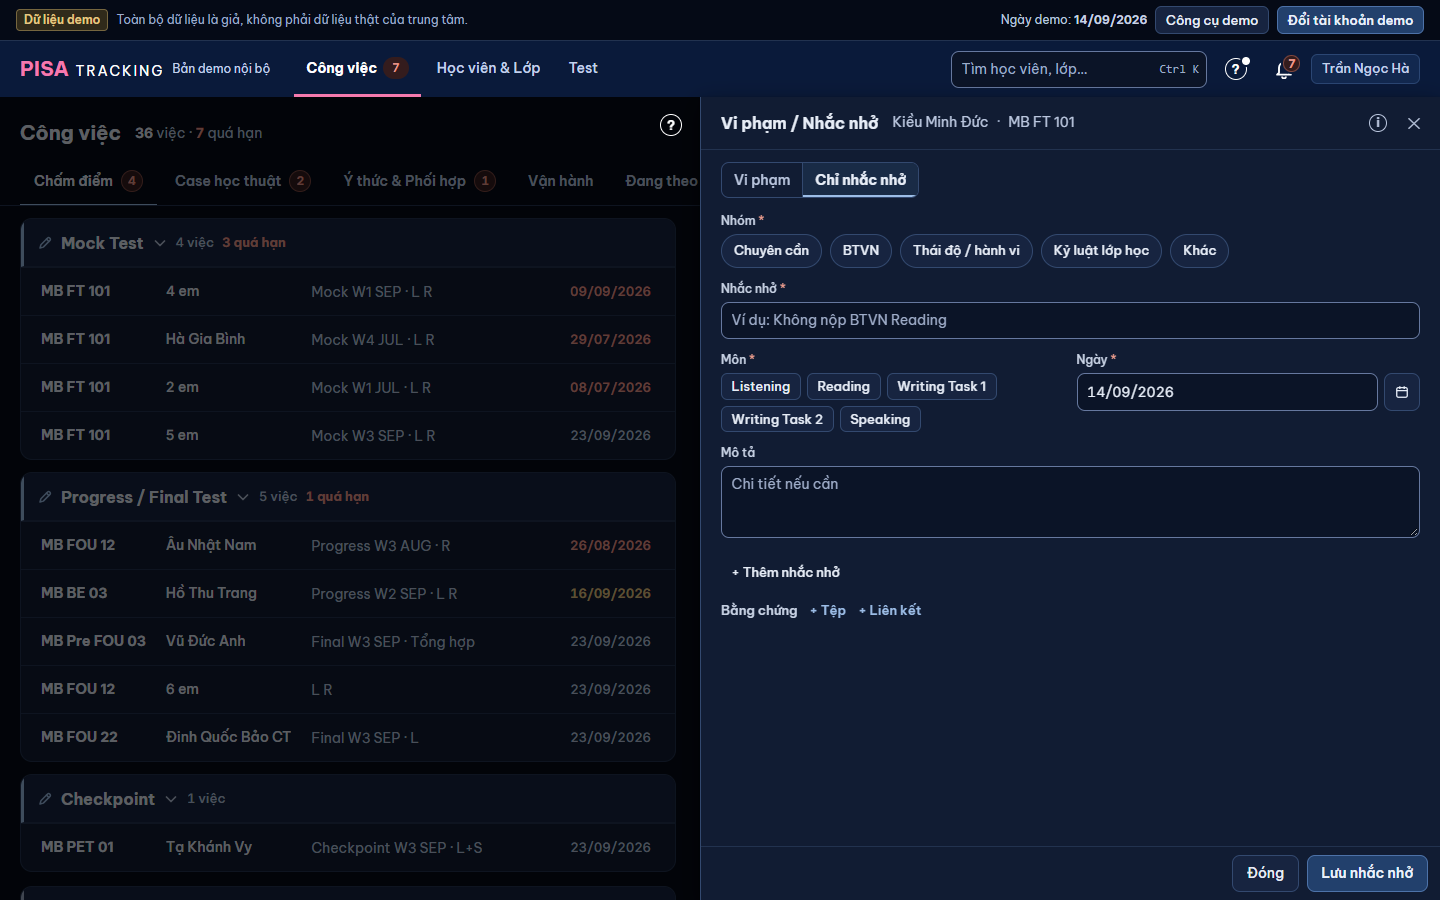 Dữ liệu demo Toàn bộ dữ liệu là giả, không phải dữ liệu thật của trung tâm. Ngày demo: 14/09/2026 Công cụ demo Đổi tài khoản demo
PISA TRACKING Bản demo nội bộ Công việc 7 Học viên & Lớp Test Tìm học viên, lớp... Ctrl K ? 7 Trần Ngọc Hà
Công việc 36 việc · 7 quá hạn ?
Chấm điểm 4 Case học thuật 2 Ý thức & Phối hợp 1 Vận hành Đang theo
Mock Test 4 việc 3 quá hạn
MB FT 101 4 em Mock W1 SEP · L R 09/09/2026
MB FT 101 Hà Gia Bình Mock W4 JUL · L R 29/07/2026
MB FT 101 2 em Mock W1 JUL · L R 08/07/2026
MB FT 101 5 em Mock W3 SEP · L R 23/09/2026
Progress / Final Test 5 việc 1 quá hạn
MB FOU 12 Âu Nhật Nam Progress W3 AUG · R 26/08/2026
MB BE 03 Hồ Thu Trang Progress W2 SEP · L R 16/09/2026
MB Pre FOU 03 Vũ Đức Anh Final W3 SEP · Tổng hợp 23/09/2026
MB FOU 12 6 em L R 23/09/2026
MB FOU 22 Đinh Quốc Bảo CT Final W3 SEP · L 23/09/2026
Checkpoint 1 việc
MB PET 01 Tạ Khánh Vy Checkpoint W3 SEP · L+S 23/09/2026
Vi phạm / Nhắc nhở Kiều Minh Đức · MB FT 101
Vi phạm Chỉ nhắc nhở
Nhóm *
Chuyên cần BTVN Thái độ / hành vi Kỷ luật lớp học Khác
Nhắc nhở *
Ví dụ: Không nộp BTVN Reading
Môn * Ngày *
Listening Reading Writing Task 1 14/09/2026
Writing Task 2 Speaking
Mô tả
Chi tiết nếu cần
+ Thêm nhắc nhở
Bằng chứng + Tệp + Liên kết
Đóng Lưu nhắc nhở